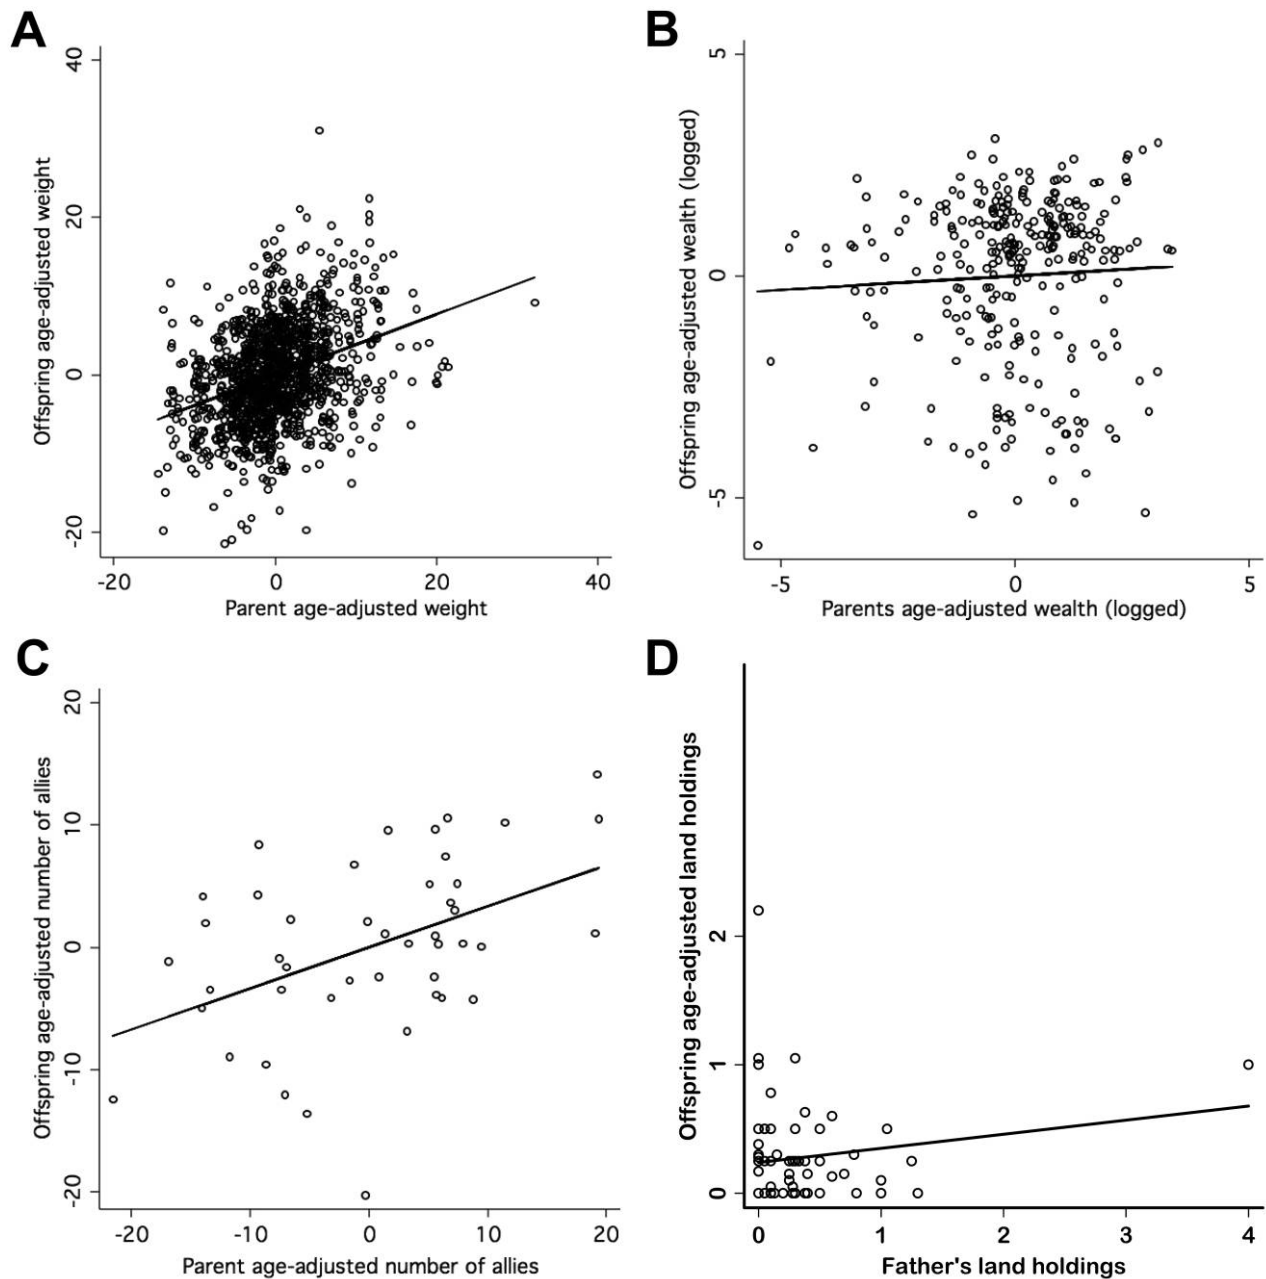 A
40
20
0
-20
Offspring age-adjusted weight
-20 0 20 40
Parent age-adjusted weight
B
5
0
-5
Offspring age-adjusted wealth (logged)
-5 0 5
Parents age-adjusted wealth (logged)
C
20
10
0
-10
-20
Offspring age-adjusted number of allies
-20 -10 0 10 20
Parent age-adjusted number of allies
D
2
1
0
Offspring age-adjusted land holdings
0 1 2 3 4
Father's land holdings